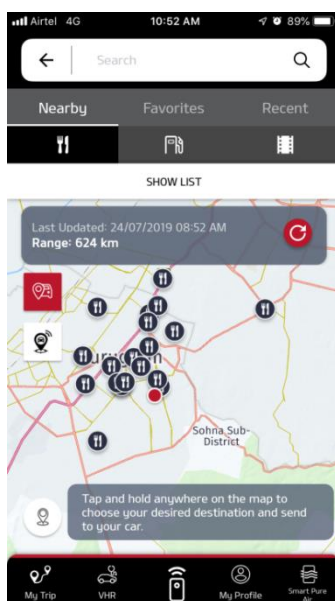 Airtel 4G 10:52 AM 89%
Search
Nearby Favorites Recent
SHOW LIST
Last Updated: 24/07/2019 08:52 AM
Range: 624 km
Sohna Sub-
District
Tap and hold anywhere on the map to
choose your desired destination and send
to your car.
My Trip VHR My Profile Smart Pure
Air